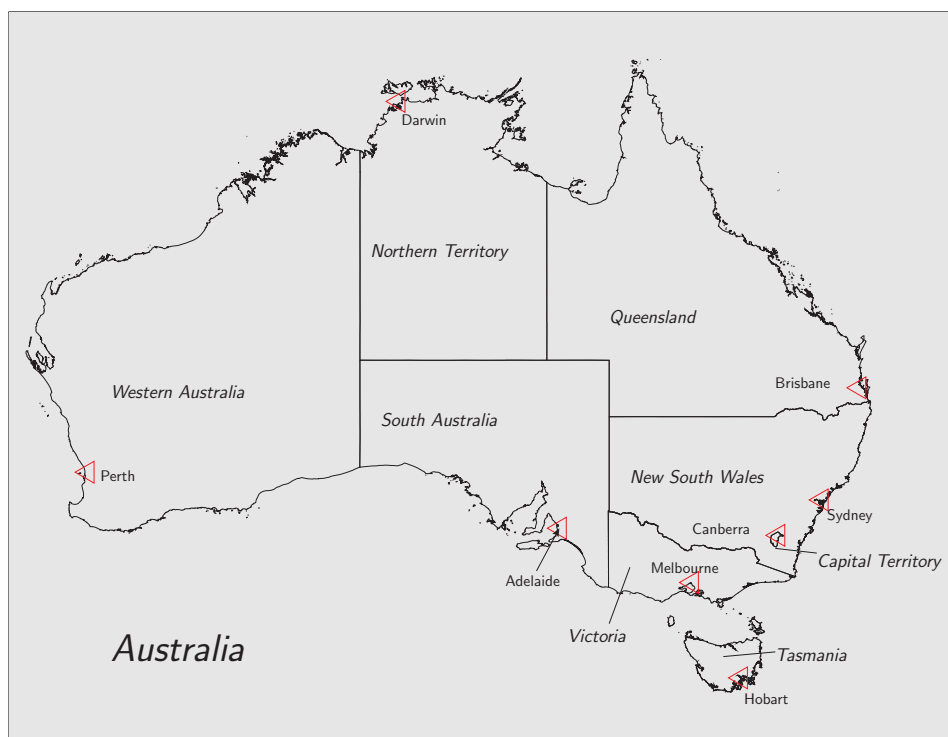 Darwin
Northern Territory
Queensland
Western Australia
Brisbane
South Australia
Perth
New South Wales
Sydney
Canberra
Capital Territory
Melbourne
Adelaide
Victoria
Australia
Tasmania
Hobart